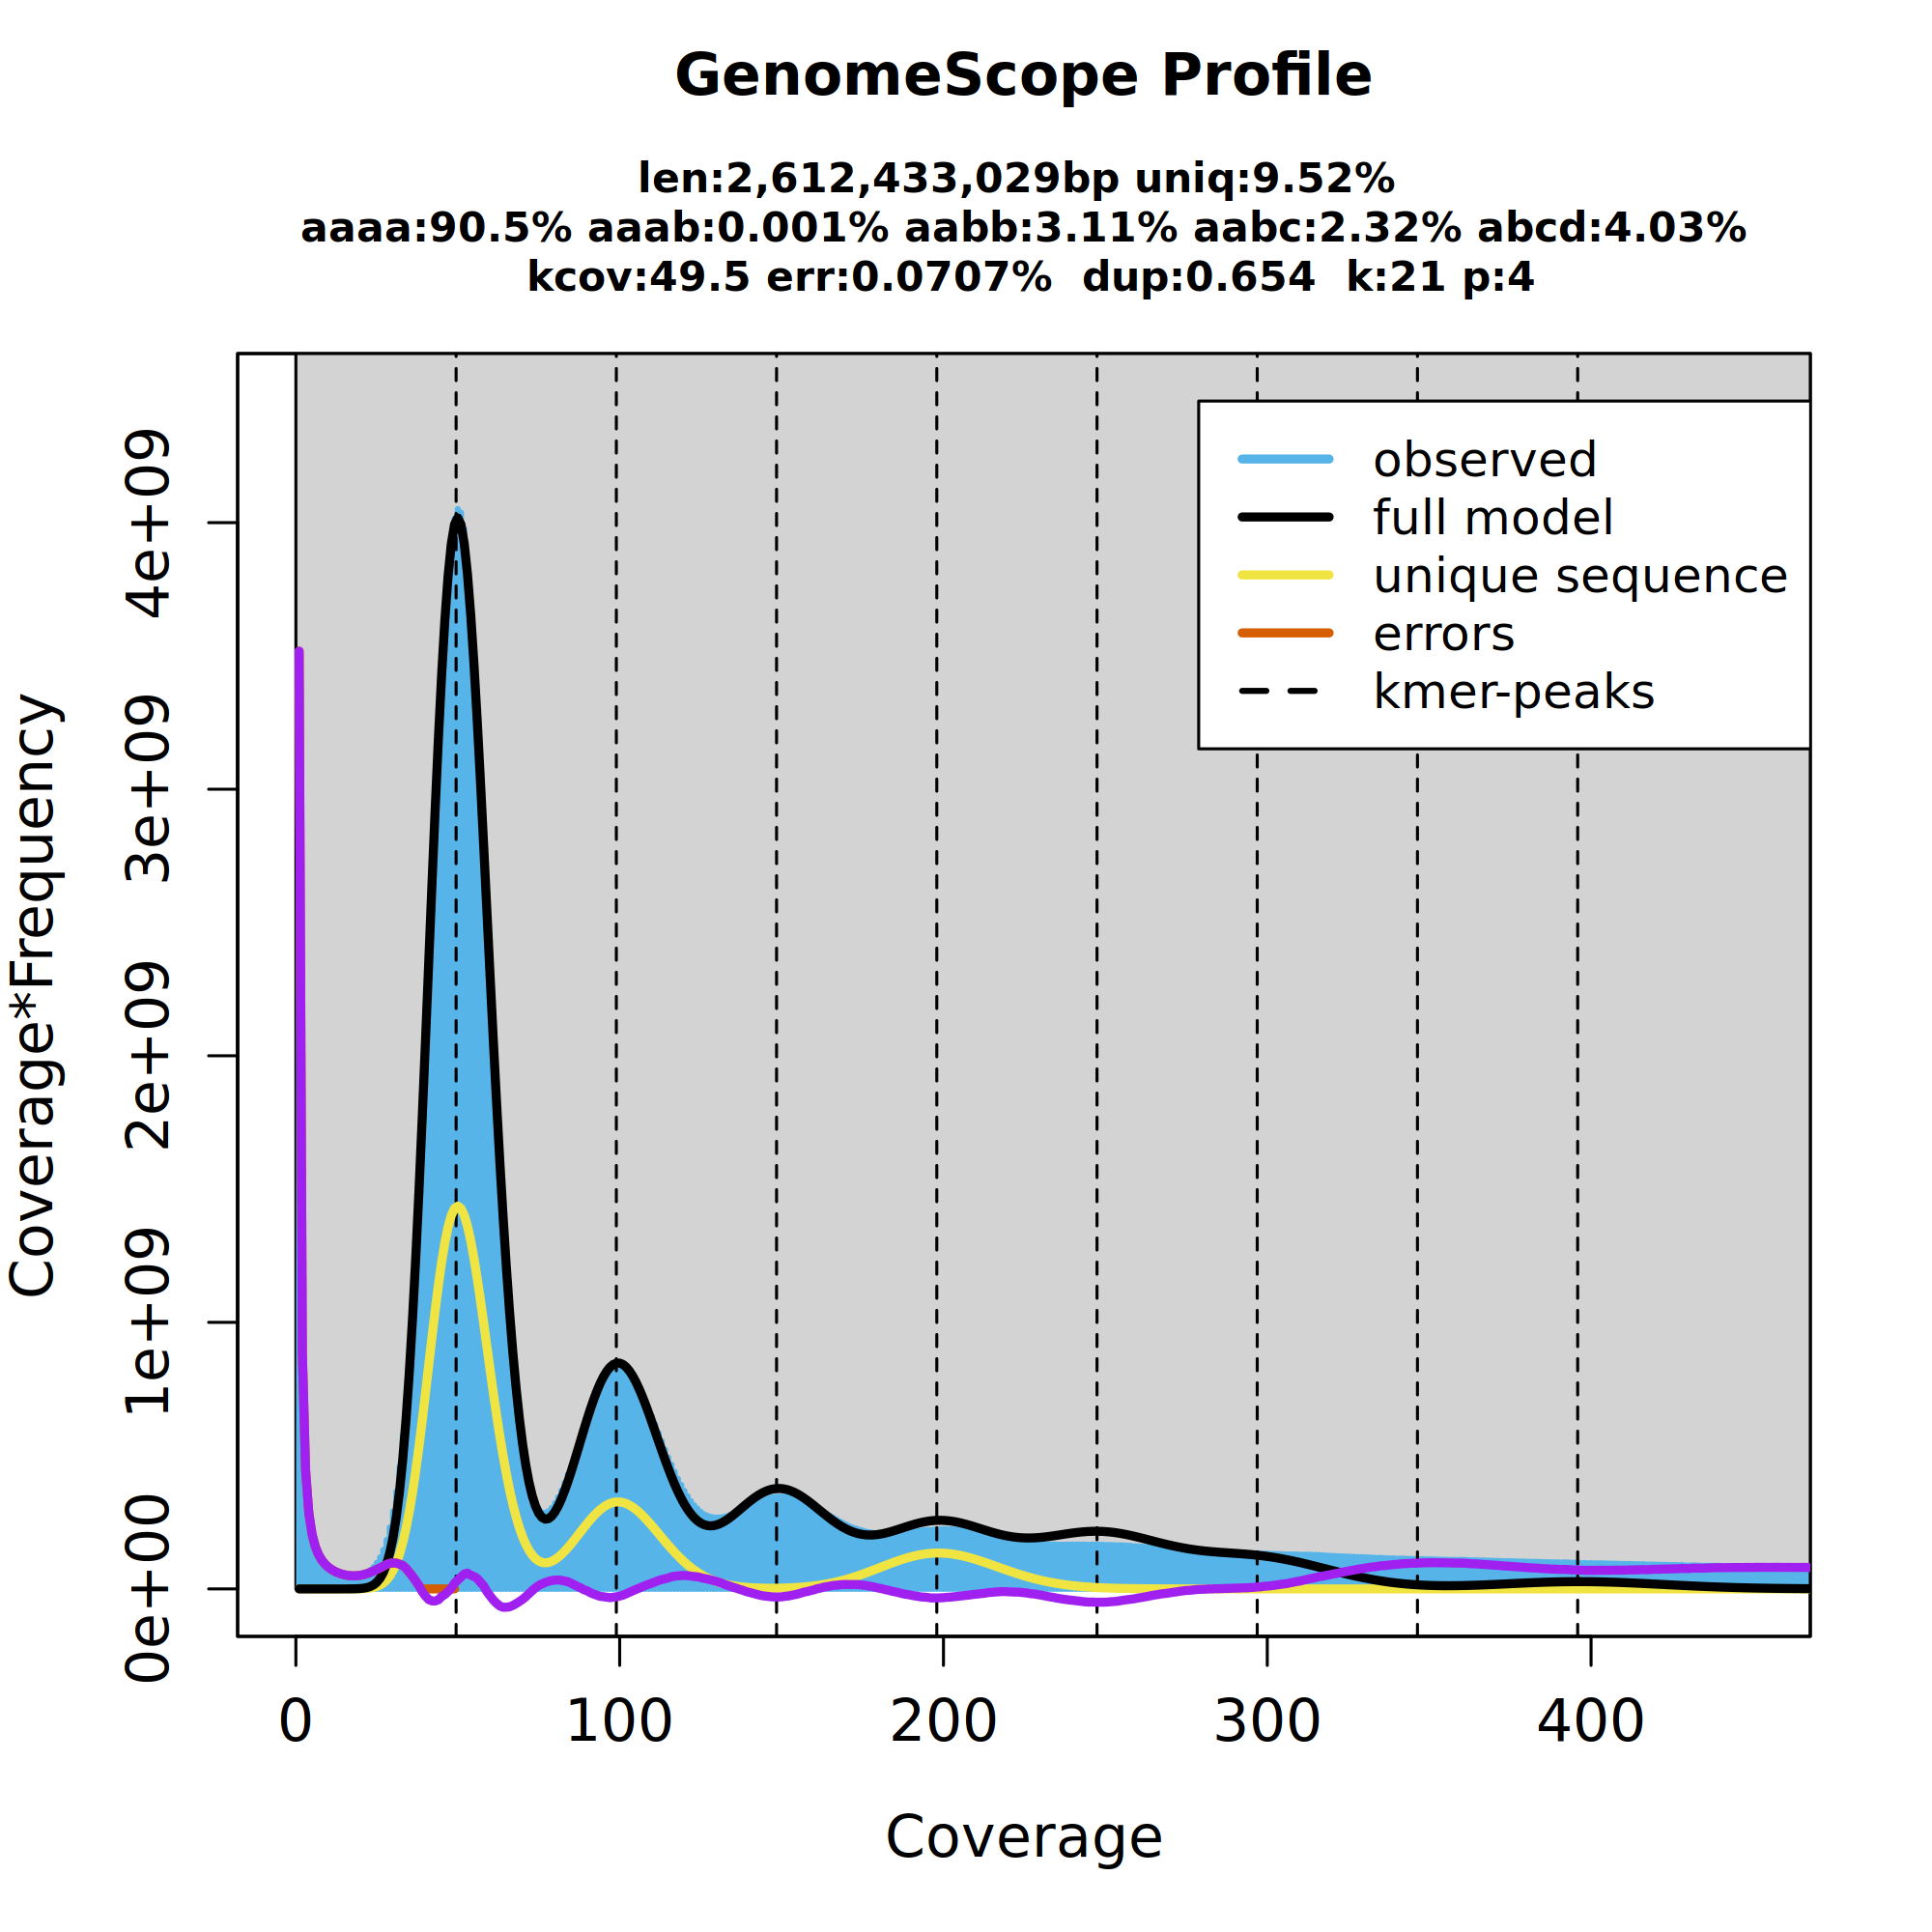 GenomeScope Profile
len:2,612,433,029bp uniq:9.52%
aaaa:90.5% aaab:0.001% aabb:3.11% aabc:2.32% abcd:4.03%
kcov:49.5 err:0.0707%  dup:0.654  k:21 p:4
observed
full model
unique sequence
errors
kmer-peaks
Coverage*Frequency
4e+09
3e+09
2e+09
1e+09
0e+00
0 100 200 300 400
Coverage